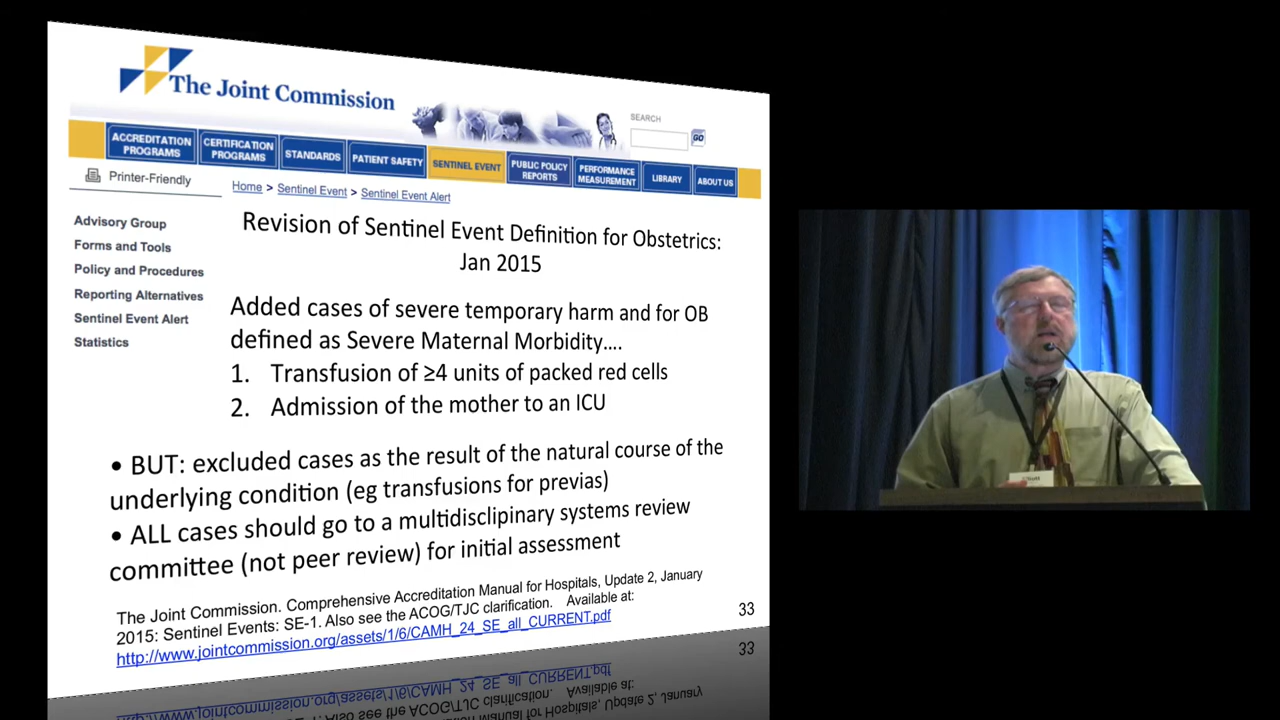 The Joint Commission
SEARCH
GO
ACCREDITATION PROGRAMS
CERTIFICATION PROGRAMS
STANDARDS
PATIENT SAFETY
SENTINEL EVENT
PUBLIC POLICY REPORTS
PERFORMANCE MEASUREMENT
LIBRARY
ABOUT US
Printer-Friendly
Home > Sentinel Event > Sentinel Event Alert
Advisory Group
Forms and Tools
Policy and Procedures
Reporting Alternatives
Sentinel Event Alert
Statistics
Revision of Sentinel Event Definition for Obstetrics:
Jan 2015
Added cases of severe temporary harm and for OB
defined as Severe Maternal Morbidity....
1. Transfusion of ≥4 units of packed red cells
2. Admission of the mother to an ICU
• BUT: excluded cases as the result of the natural course of the
underlying condition (eg transfusions for previas)
• ALL cases should go to a multidisclipinary systems review
committee (not peer review) for initial assessment
The Joint Commission. Comprehensive Accreditation Manual for Hospitals, Update 2, January
2015: Sentinel Events: SE-1. Also see the ACOG/TJC clarification. Available at:
http://www.jointcommission.org/assets/1/6/CAMH_24_SE_all_CURRENT.pdf
33